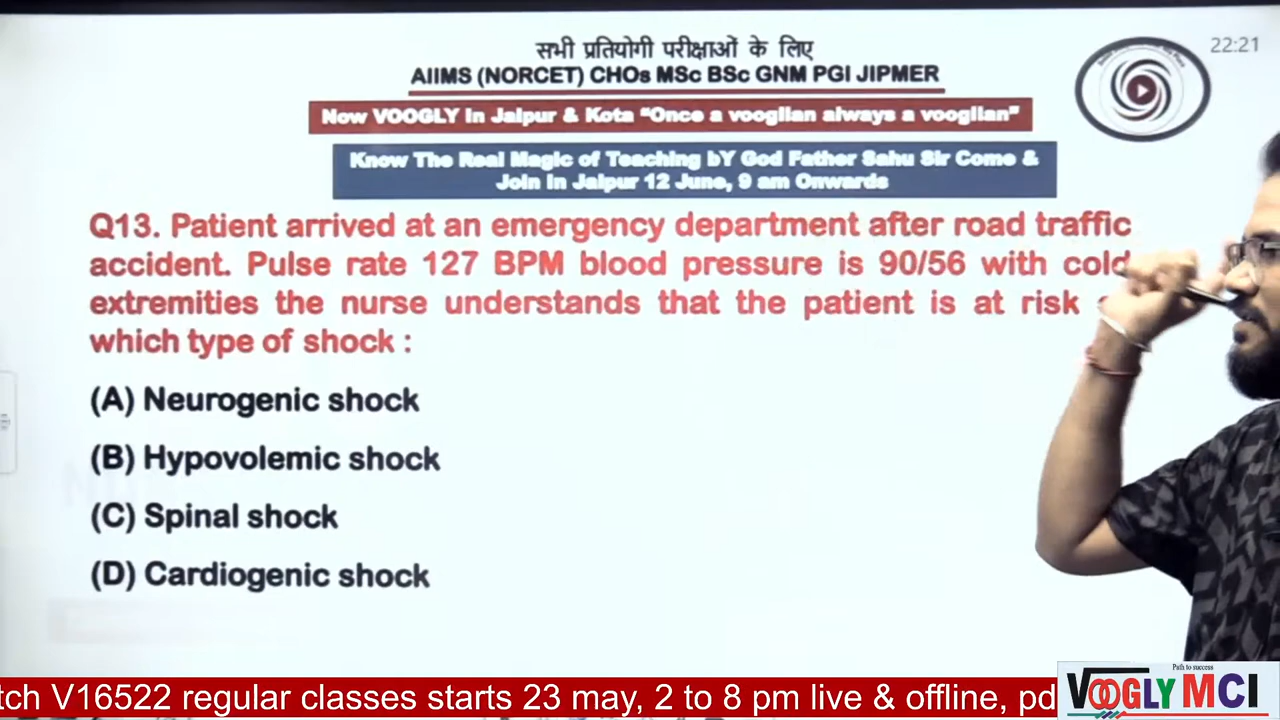 सभी प्रतियोगी परीक्षाओं के लिए
AIIMS (NORCET) CHOs MSc BSc GNM PGI JIPMER
22:21
Now VOOGLY In Jaipur & Kota “Once a vooglian always a vooglian”
Know The Real Magic of Teaching bY God Father Sahu Sir Come &
Join In Jaipur 12 June, 9 am Onwards
Q13. Patient arrived at an emergency department after road traffic
accident. Pulse rate 127 BPM blood pressure is 90/56 with cold
extremities the nurse understands that the patient is at risk
which type of shock :
(A) Neurogenic shock
(B) Hypovolemic shock
(C) Spinal shock
(D) Cardiogenic shock
tch V16522 regular classes starts 23 may, 2 to 8 pm live & offline, pd
Path to success
VOOGLY MCI